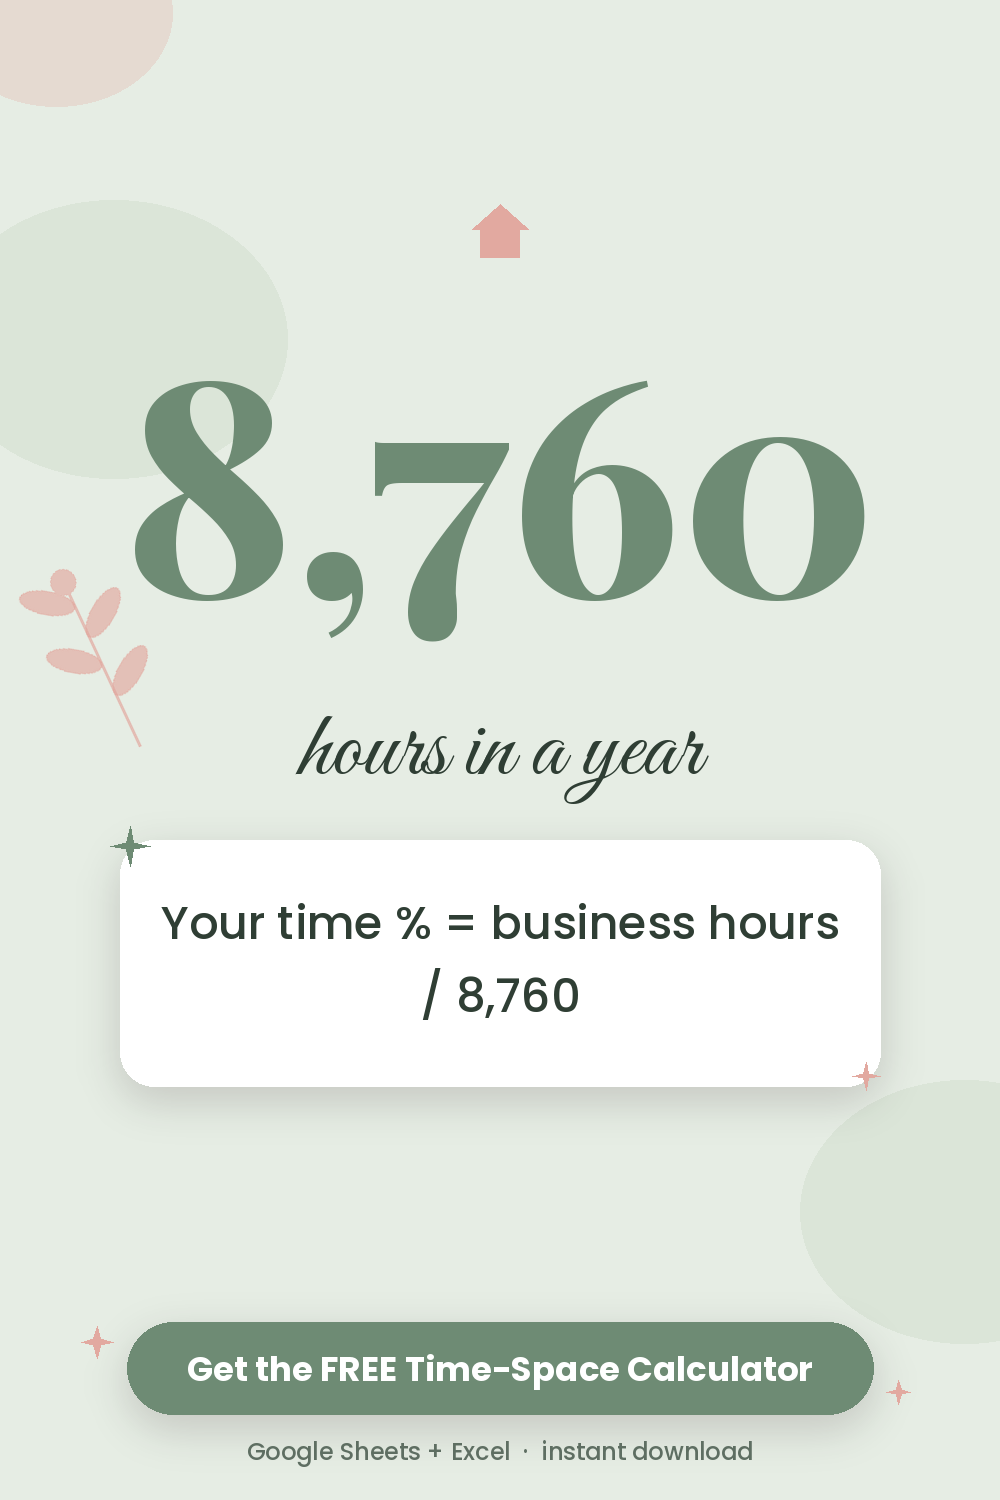 8,760
hours in a year
Your time % = business hours
/ 8,760
Get the FREE Time-Space Calculator
Google Sheets + Excel · instant download